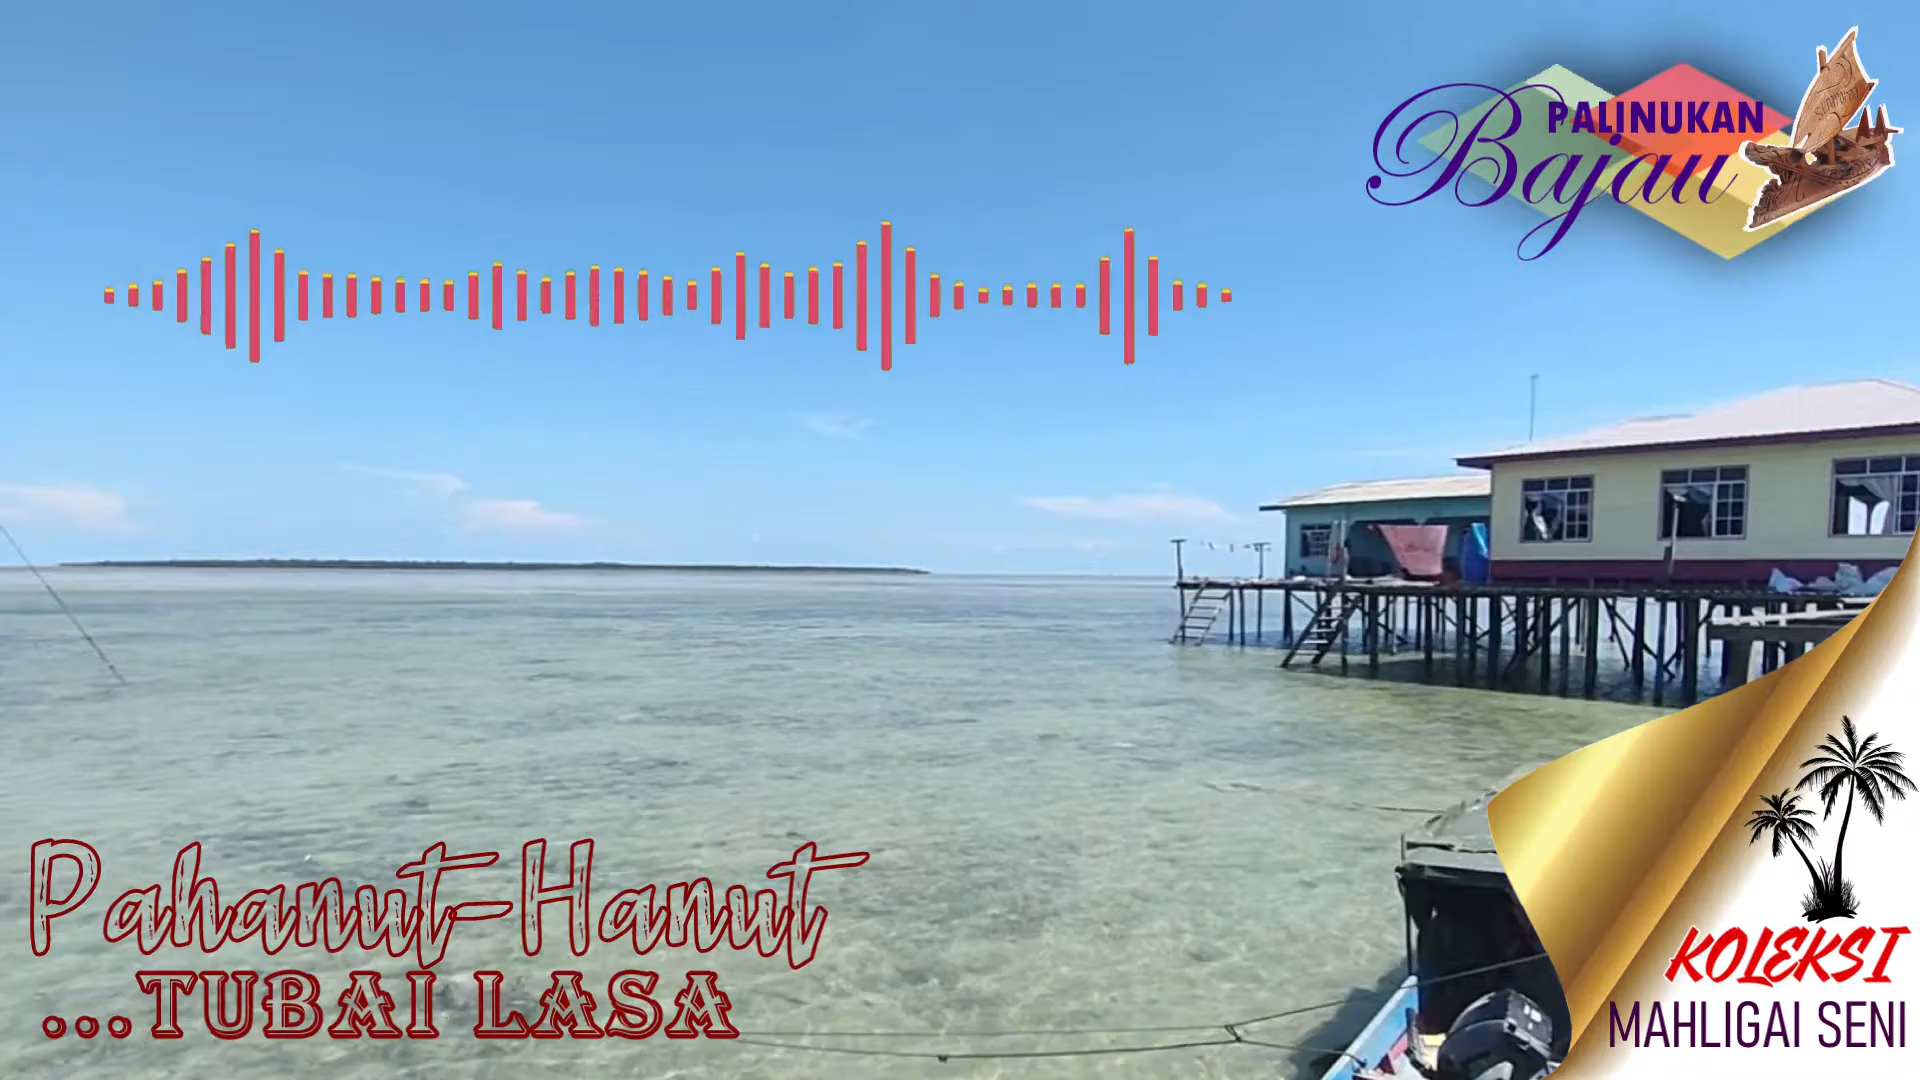 PALINUKAN
Bajau
Pahanut-Hanut
...TUBAI LASA
KOLEKSI
MAHLIGAI SENI